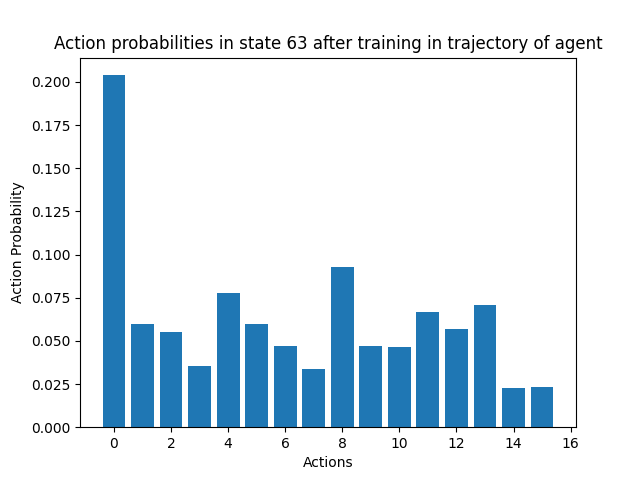 Action probabilities in state 63 after training in trajectory of agent
0.200
0.175
0.150
0.125
0.100
0.075
0.050
0.025
0.000
Action Probability
0 2 4 6 8 10 12 14 16
Actions